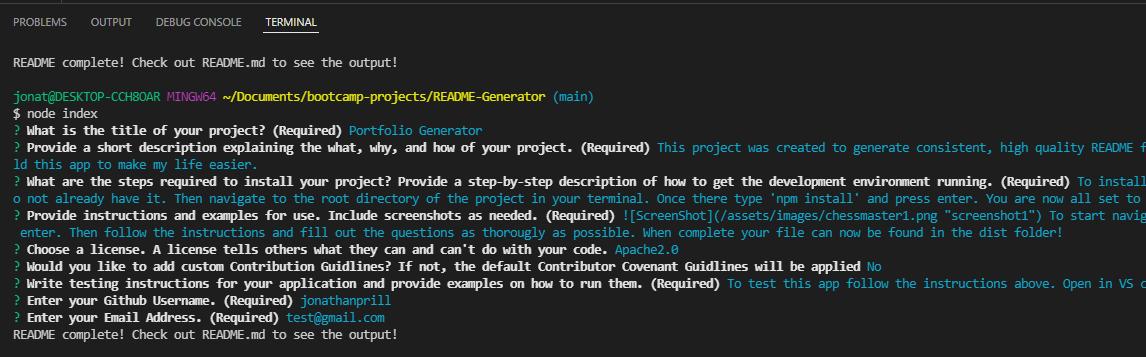 PROBLEMS OUTPUT DEBUG CONSOLE TERMINAL
README complete! Check out README.md to see the output!
jonat@DESKTOP-CCH8OAR MINGW64 ~/Documents/bootcamp-projects/README-Generator (main)
$ node index
? What is the title of your project? (Required) Portfolio Generator
? Provide a short description explaining the what, why, and how of your project. (Required) This project was created to generate consistent, high quality README f
ld this app to make my life easier.
? What are the steps required to install your project? Provide a step-by-step description of how to get the development environment running. (Required) To install
o not already have it. Then navigate to the root directory of the project in your terminal. Once there type 'npm install' and press enter. You are now all set to
? Provide instructions and examples for use. Include screenshots as needed. (Required) ![ScreenShot](/assets/images/chessmaster1.png "screenshot1") To start navig
enter. Then follow the instructions and fill out the questions as thorougly as possible. When complete your file can now be found in the dist folder!
? Choose a license. A license tells others what they can and can't do with your code. Apache2.0
? Would you like to add custom Contribution Guidlines? If not, the default Contributor Covenant Guidlines will be applied No
? Write testing instructions for your application and provide examples on how to run them. (Required) To test this app follow the instructions above. Open in VS c
? Enter your Github Username. (Required) jonathanprill
? Enter your Email Address. (Required) test@gmail.com
README complete! Check out README.md to see the output!